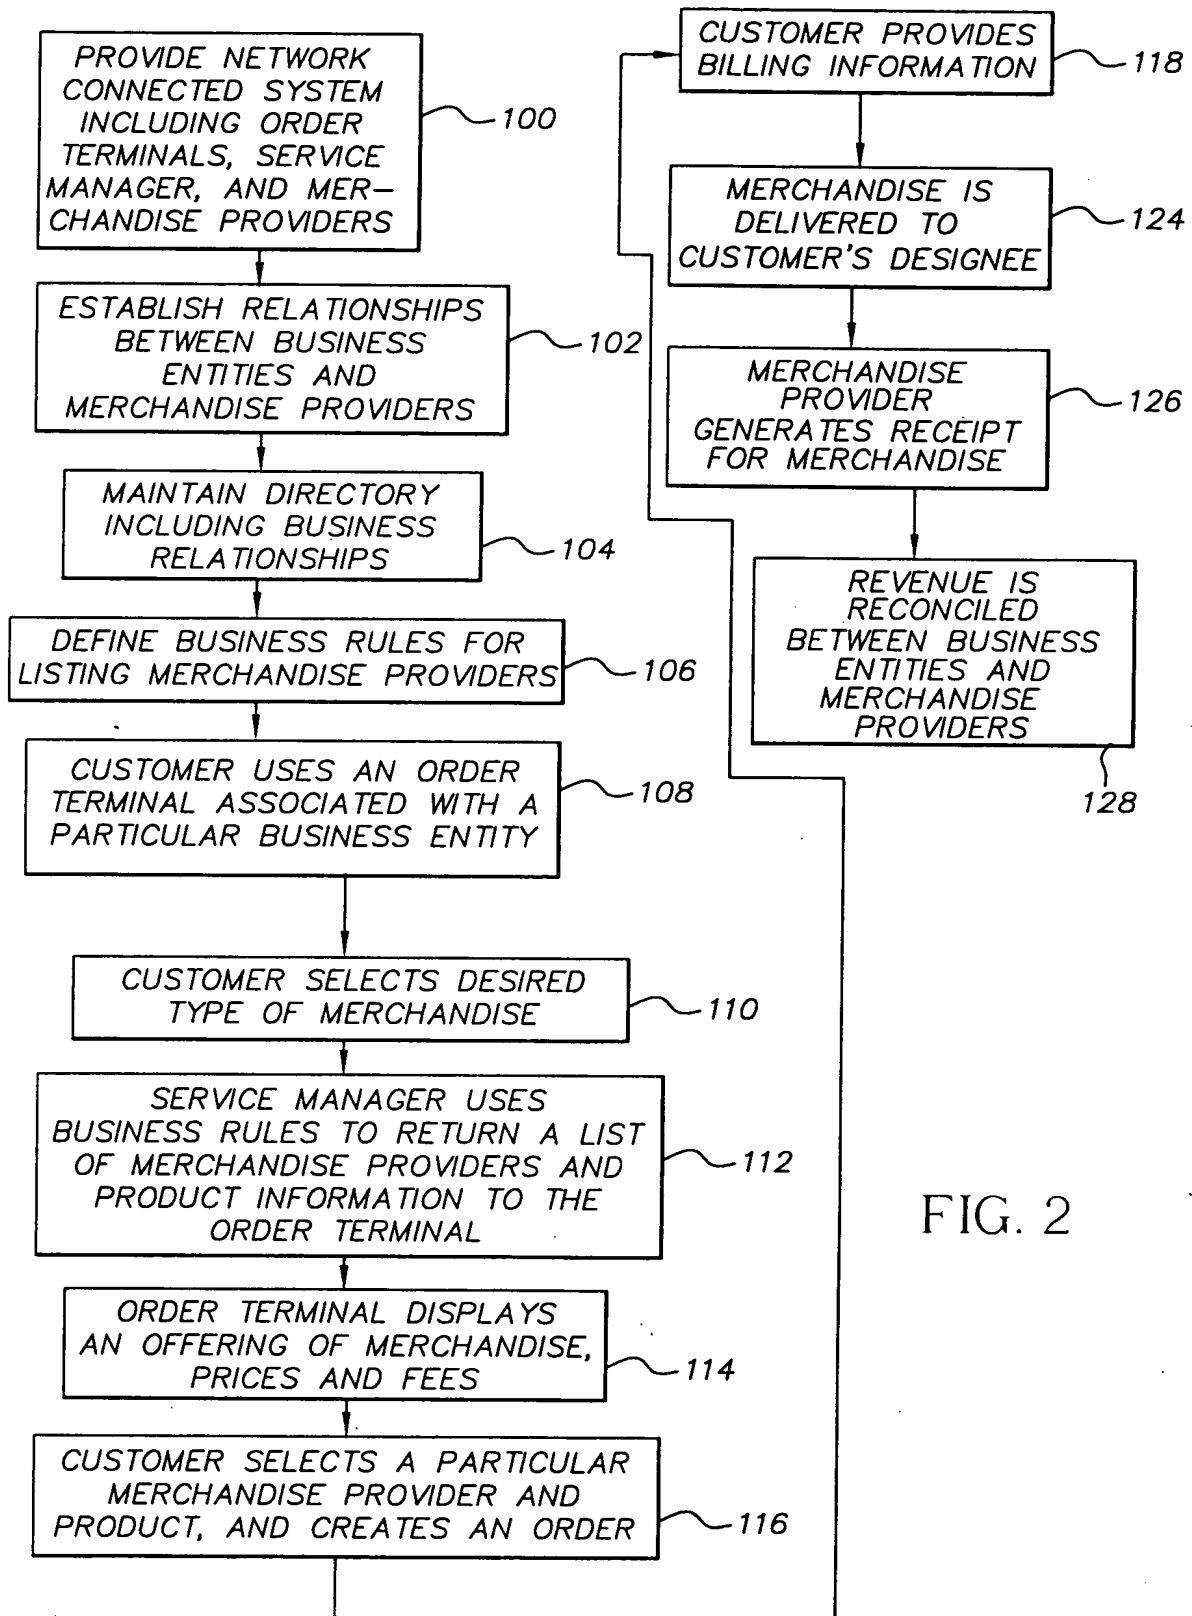 PROVIDE NETWORK
CONNECTED SYSTEM
INCLUDING ORDER
TERMINALS, SERVICE
MANAGER, AND MER-
CHANDISE PROVIDERS
100
ESTABLISH RELATIONSHIPS
BETWEEN BUSINESS
ENTITIES AND
MERCHANDISE PROVIDERS
102
MAINTAIN DIRECTORY
INCLUDING BUSINESS
RELATIONSHIPS
104
DEFINE BUSINESS RULES FOR
LISTING MERCHANDISE PROVIDERS
106
CUSTOMER USES AN ORDER
TERMINAL ASSOCIATED WITH A
PARTICULAR BUSINESS ENTITY
108
CUSTOMER SELECTS DESIRED
TYPE OF MERCHANDISE
110
SERVICE MANAGER USES
BUSINESS RULES TO RETURN A LIST
OF MERCHANDISE PROVIDERS AND
PRODUCT INFORMATION TO THE
ORDER TERMINAL
112
ORDER TERMINAL DISPLAYS
AN OFFERING OF MERCHANDISE,
PRICES AND FEES
114
CUSTOMER SELECTS A PARTICULAR
MERCHANDISE PROVIDER AND
PRODUCT, AND CREATES AN ORDER
116
CUSTOMER PROVIDES
BILLING INFORMATION
118
MERCHANDISE IS
DELIVERED TO
CUSTOMER'S DESIGNEE
124
MERCHANDISE
PROVIDER
GENERATES RECEIPT
FOR MERCHANDISE
126
REVENUE IS
RECONCILED
BETWEEN BUSINESS
ENTITIES AND
MERCHANDISE
PROVIDERS
128
FIG. 2